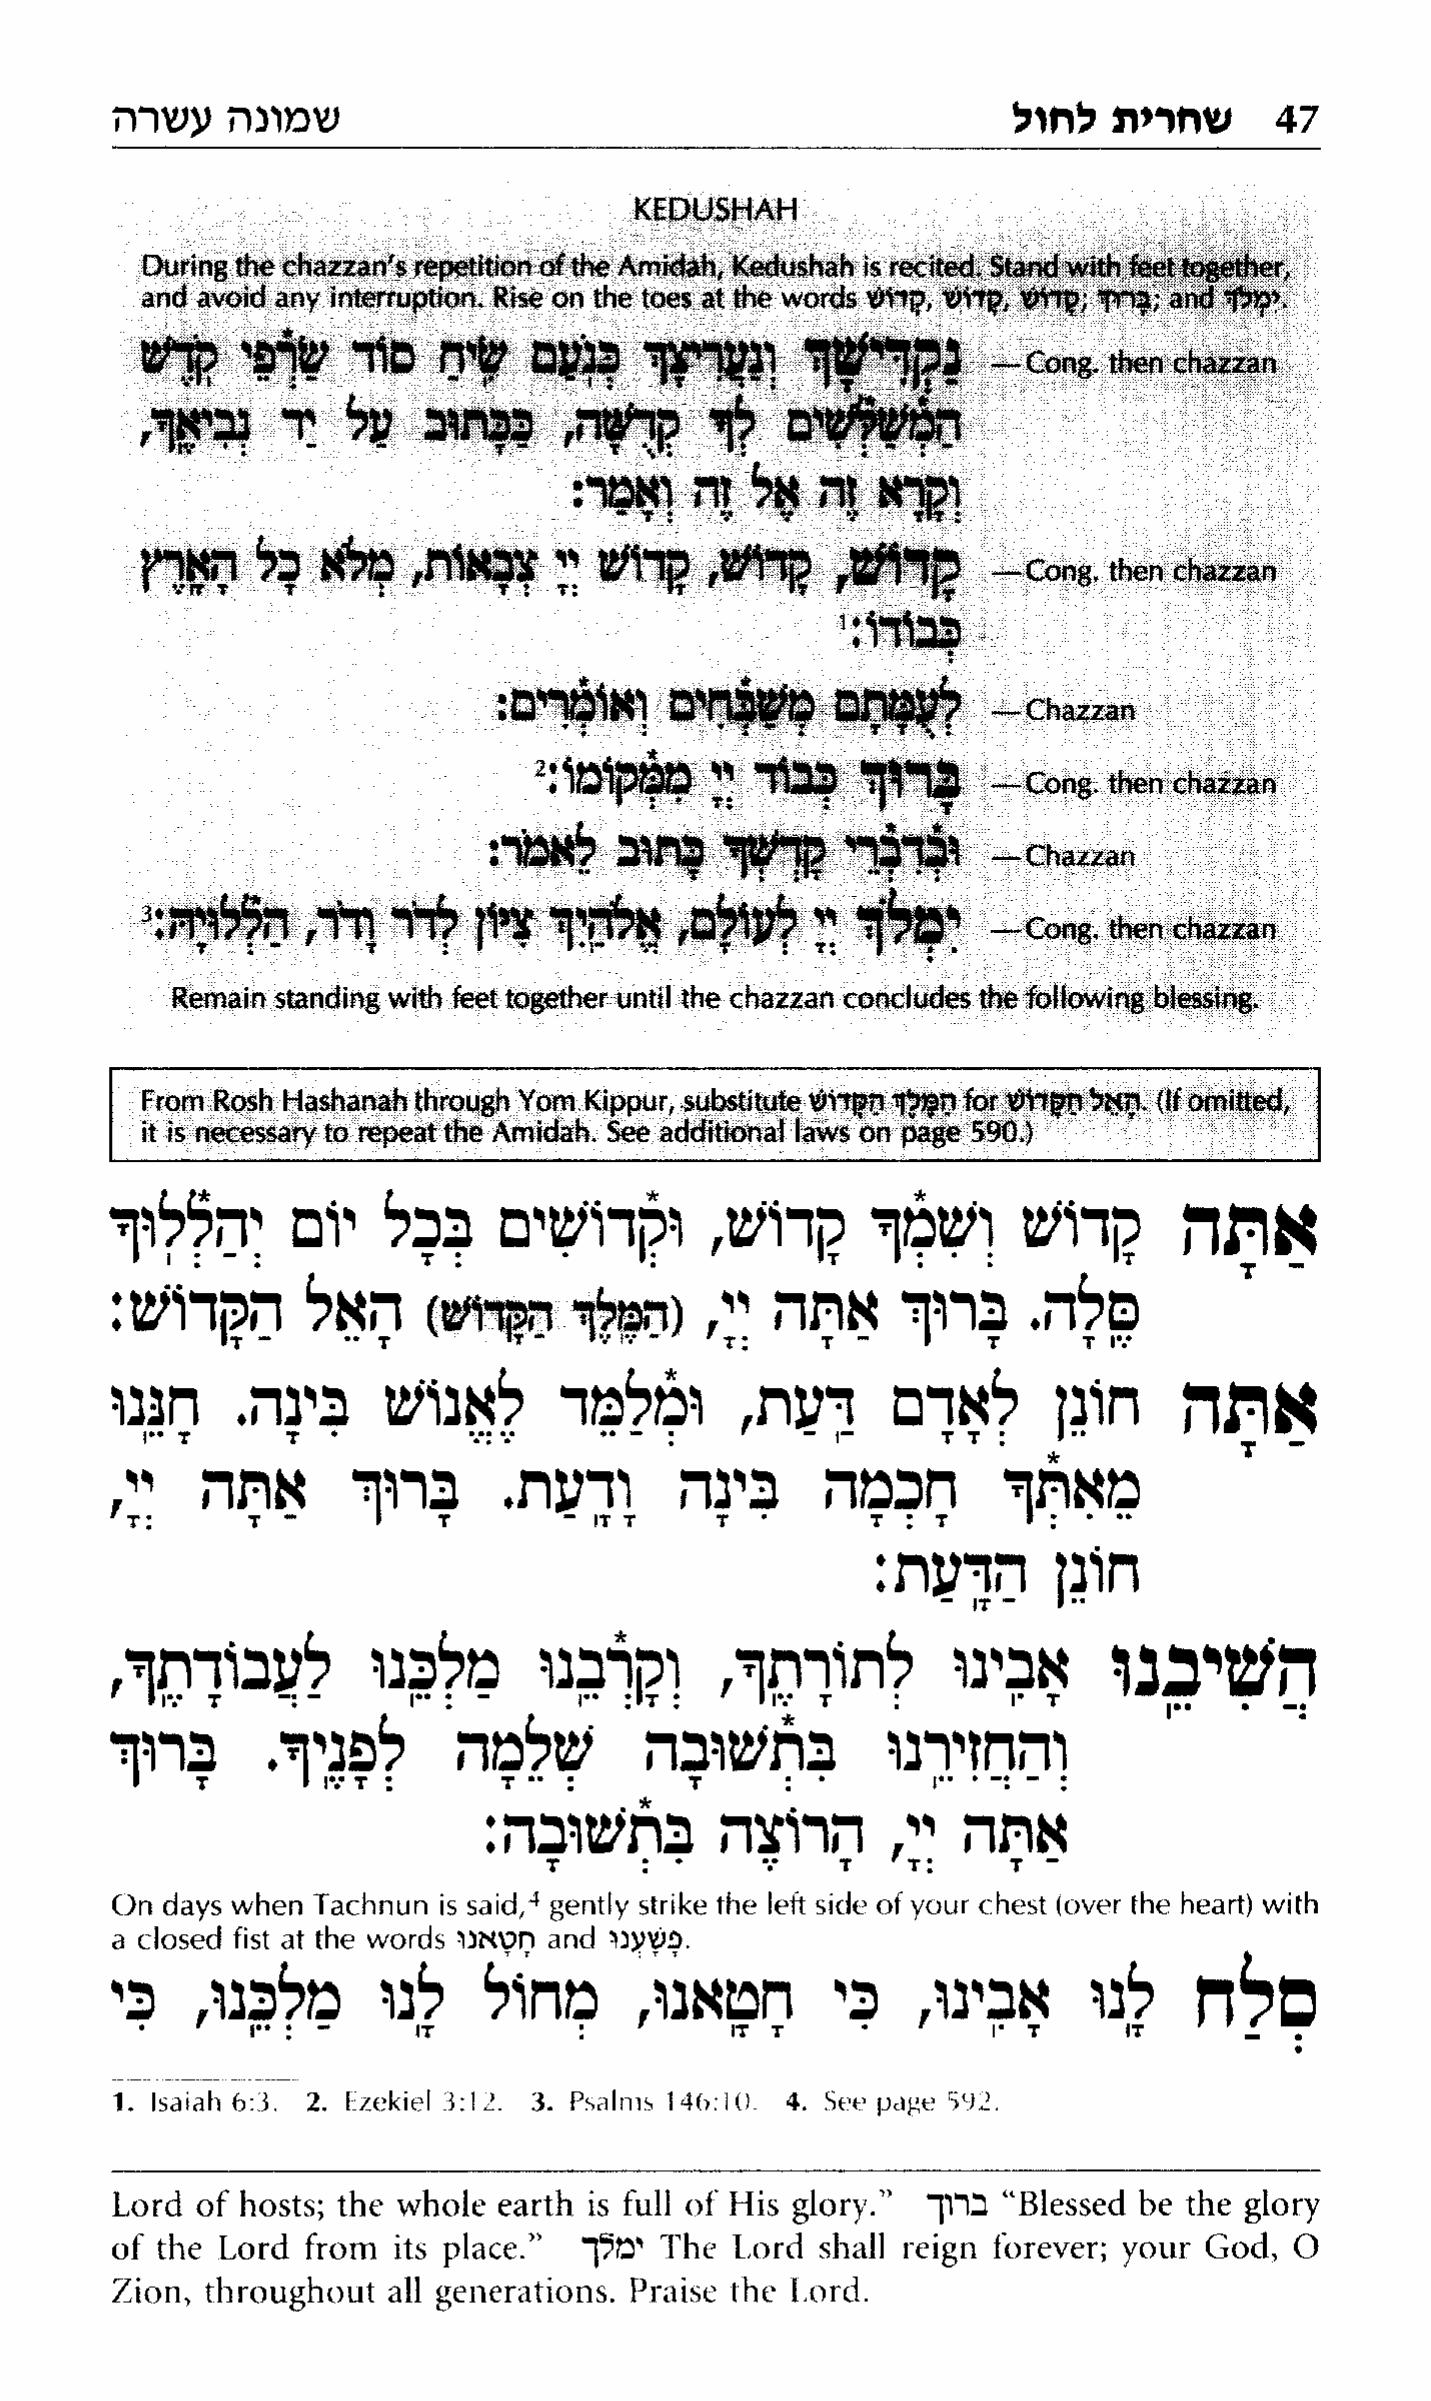 47 שחרית לחול שמונה עשרה
KEDUSHAH
During the chazzan's repetition of the Amidah, Kedushah is recited. Stand with feet together,
and avoid any interruption. Rise on the toes at the words קָדוֹשׁ, קָדוֹשׁ, קָדוֹשׁ; בָּרוּךְ; and יִמְלֹךְ.
נַקְדִּישָׁךְ וְנַעֲרִיצָךְ כְּנֹעַם שִׂיחַ סוֹד שַׂרְפֵי קֹדֶשׁ —Cong. then chazzan
הַמְשַׁלְּשִׁים לְךָ קְדֻשָּׁה, כַּכָּתוּב עַל יַד נְבִיאֶךָ,
וְקָרָא זֶה אֶל זֶה וְאָמַר:
קָדוֹשׁ, קָדוֹשׁ, קָדוֹשׁ יְיָ צְבָאוֹת, מְלֹא כָל הָאָרֶץ —Cong. then chazzan
כְּבוֹדוֹ:1
לְעֻמָּתָם מְשַׁבְּחִים וְאוֹמְרִים: —Chazzan
בָּרוּךְ כְּבוֹד יְיָ מִמְּקוֹמוֹ:2 —Cong. then chazzan
וּבְדִבְרֵי קָדְשְׁךָ כָּתוּב לֵאמֹר: —Chazzan
יִמְלֹךְ יְיָ לְעוֹלָם, אֱלֹהַיִךְ צִיּוֹן לְדֹר וָדֹר, הַלְלוּיָהּ:3 —Cong. then chazzan
Remain standing with feet together until the chazzan concludes the following blessing.
From Rosh Hashanah through Yom Kippur, substitute הַמֶּלֶךְ הַקָּדוֹשׁ for הָאֵל הַקָּדוֹשׁ. (If omitted,
it is necessary to repeat the Amidah. See additional laws on page 590.)
אַתָּה קָדוֹשׁ וְשִׁמְךָ קָדוֹשׁ, וּקְדוֹשִׁים בְּכָל יוֹם יְהַלְלוּךָ
סֶּלָה. בָּרוּךְ אַתָּה יְיָ, (הַמֶּלֶךְ הַקָּדוֹשׁ) הָאֵל הַקָּדוֹשׁ:
אַתָּה חוֹנֵן לְאָדָם דַּעַת, וּמְלַמֵּד לֶאֱנוֹשׁ בִּינָה. חָנֵּנוּ
מֵאִתְּךָ חָכְמָה בִּינָה וָדָעַת. בָּרוּךְ אַתָּה יְיָ,
חוֹנֵן הַדָּעַת:
הֲשִׁיבֵנוּ אָבִינוּ לְתוֹרָתֶךָ, וְקָרְבֵנוּ מַלְכֵּנוּ לַעֲבוֹדָתֶךָ,
וְהַחֲזִירֵנוּ בִּתְשׁוּבָה שְׁלֵמָה לְפָנֶיךָ. בָּרוּךְ
אַתָּה יְיָ, הָרוֹצֶה בִּתְשׁוּבָה:
On days when Tachnun is said,4 gently strike the left side of your chest (over the heart) with
a closed fist at the words חָטָאנוּ and פָשָׁעְנוּ.
סְלַח לָנוּ אָבִינוּ, כִּי חָטָאנוּ, מְחוֹל לָנוּ מַלְכֵּנוּ, כִּי
1. Isaiah 6:3. 2. Ezekiel 3:12. 3. Psalms 146:10. 4. See page 592.
Lord of hosts; the whole earth is full of His glory.” ברוך “Blessed be the glory
of the Lord from its place.” ימלך The Lord shall reign forever; your God, O
Zion, throughout all generations. Praise the Lord.